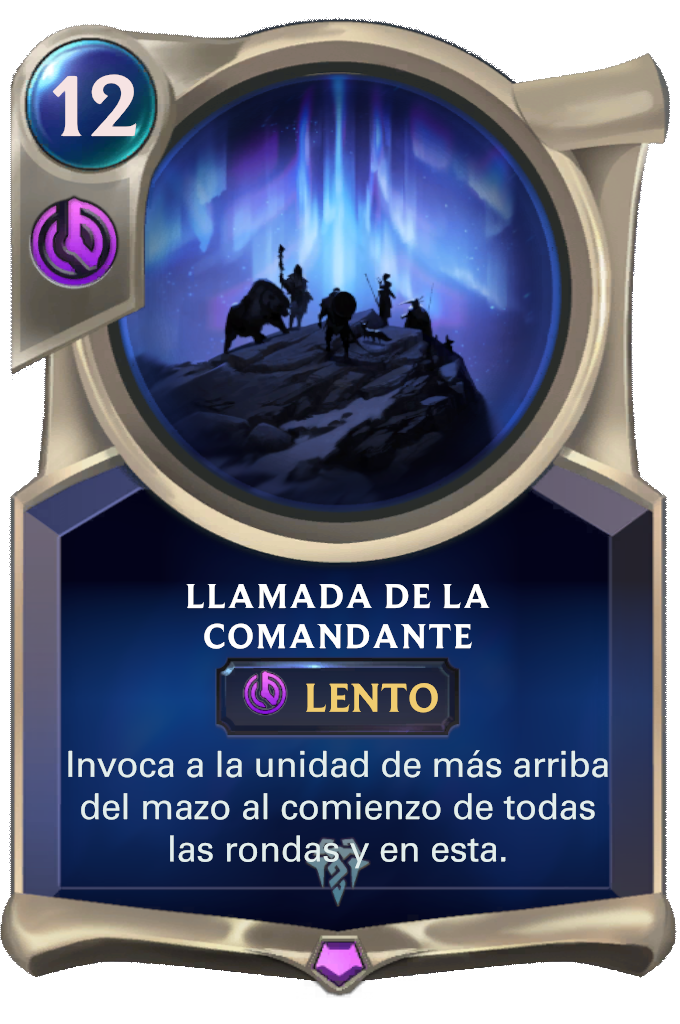 12
LLAMADA DE LA
COMANDANTE
LENTO
Invoca a la unidad de más arriba
del mazo al comienzo de todas
las rondas y en esta.